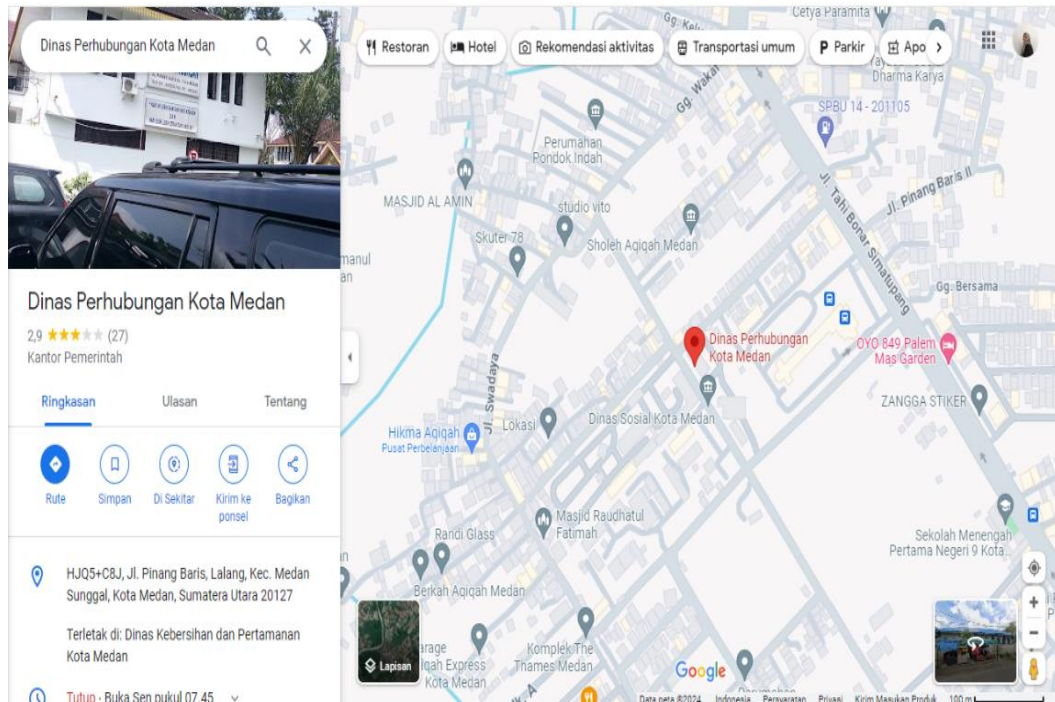 Dinas Perhubungan Kota Medan
Restoran
Hotel
Rekomendasi aktivitas
Transportasi umum
P Parkir
Apo
Dinas Perhubungan Kota Medan
2,9 (27)
Kantor Pemerintah
Ringkasan
Ulasan
Tentang
Rute
Simpan
Di Sekitar
Kirim ke
ponsel
Bagikan
HJQ5+C8J, Jl. Pinang Baris, Lalang, Kec. Medan
Sunggal, Kota Medan, Sumatera Utara 20127
Terletak di: Dinas Kebersihan dan Pertamanan
Kota Medan
Tutup · Buka Sen pukul 07.45
Cetya Paramita
Dharma Karya
SPBU 14 - 201105
Perumahan
Pondok Indah
MASJID AL AMIN
studio vito
Jl. Pinang Baris II
Jl. Tahi Bonar Simatupang
Skuter 78
Sholeh Aqiqah Medan
Gg. Bersama
Dinas Perhubungan
Kota Medan
OYO 849 Palem
Mas Garden
Jl. Swadaya
ZANGGA STIKER
Dinas Sosial Kota Medan
Lokasi
Hikma Aqiqah
Pusat Perbelanjaan
Masjid Raudhatul
Fatimah
Randi Glass
Sekolah Menengah
Pertama Negeri 9 Kota...
Berkah Aqiqah Medan
Lapisan
Iqah Express
Kota Medan
Komplek The
Thames Medan
Google
Data peta ©2024
Indonesia
Persyaratan
Privasi
Kirim Masukan Produk
100 m